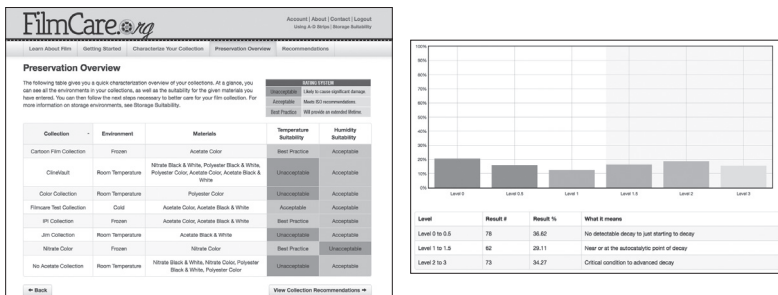 FilmCare.org
Account | About | Contact | Logout
Using A-D Strips | Storage Suitability
Learn About Film Getting Started Characterize Your Collection Preservation Overview Recommendations
Preservation Overview
The following table gives you a quick characterization overview of your collections. At a glance, you
can see all the environments in your collections, as well as the suitability for the given materials you
have entered. You can then follow the next steps necessary to better care for your film collection. For
more information on storage environments, see Storage Suitability.
RATING SYSTEM
Unacceptable Likely to cause significant damage.
Acceptable Meets ISO recommendations.
Best Practice Will provide an extended lifetime.
Collection Environment Materials Temperature Suitability Humidity Suitability
Cartoon Film Collection Frozen Acetate Color Best Practice Acceptable
CineVault Room Temperature Nitrate Black & White, Polyester Black & White, Polyester Color, Acetate Color, Acetate Black & White Unacceptable Acceptable
Color Collection Room Temperature Polyester Color Unacceptable Acceptable
Filmcare Test Collection Cold Acetate Color, Acetate Black & White Acceptable Acceptable
IPI Collection Frozen Acetate Color, Acetate Black & White Best Practice Acceptable
Jim Collection Room Temperature Acetate Black & White Unacceptable Acceptable
Nitrate Color Frozen Nitrate Color Best Practice Unacceptable
No Acetate Collection Room Temperature Nitrate Black & White, Nitrate Color, Polyester Black & White, Polyester Color Unacceptable Acceptable
← Back
View Collection Recommendations →
100%
90%
80%
70%
60%
50%
40%
30%
20%
10%
0%
Level 0 Level 0.5 Level 1 Level 1.5 Level 2 Level 3
Level Result # Result % What it means
Level 0 to 0.5 78 36.62 No detectable decay to just starting to decay
Level 1 to 1.5 62 29.11 Near or at the autocatalytic point of decay
Level 2 to 3 73 34.27 Critical condition to advanced decay